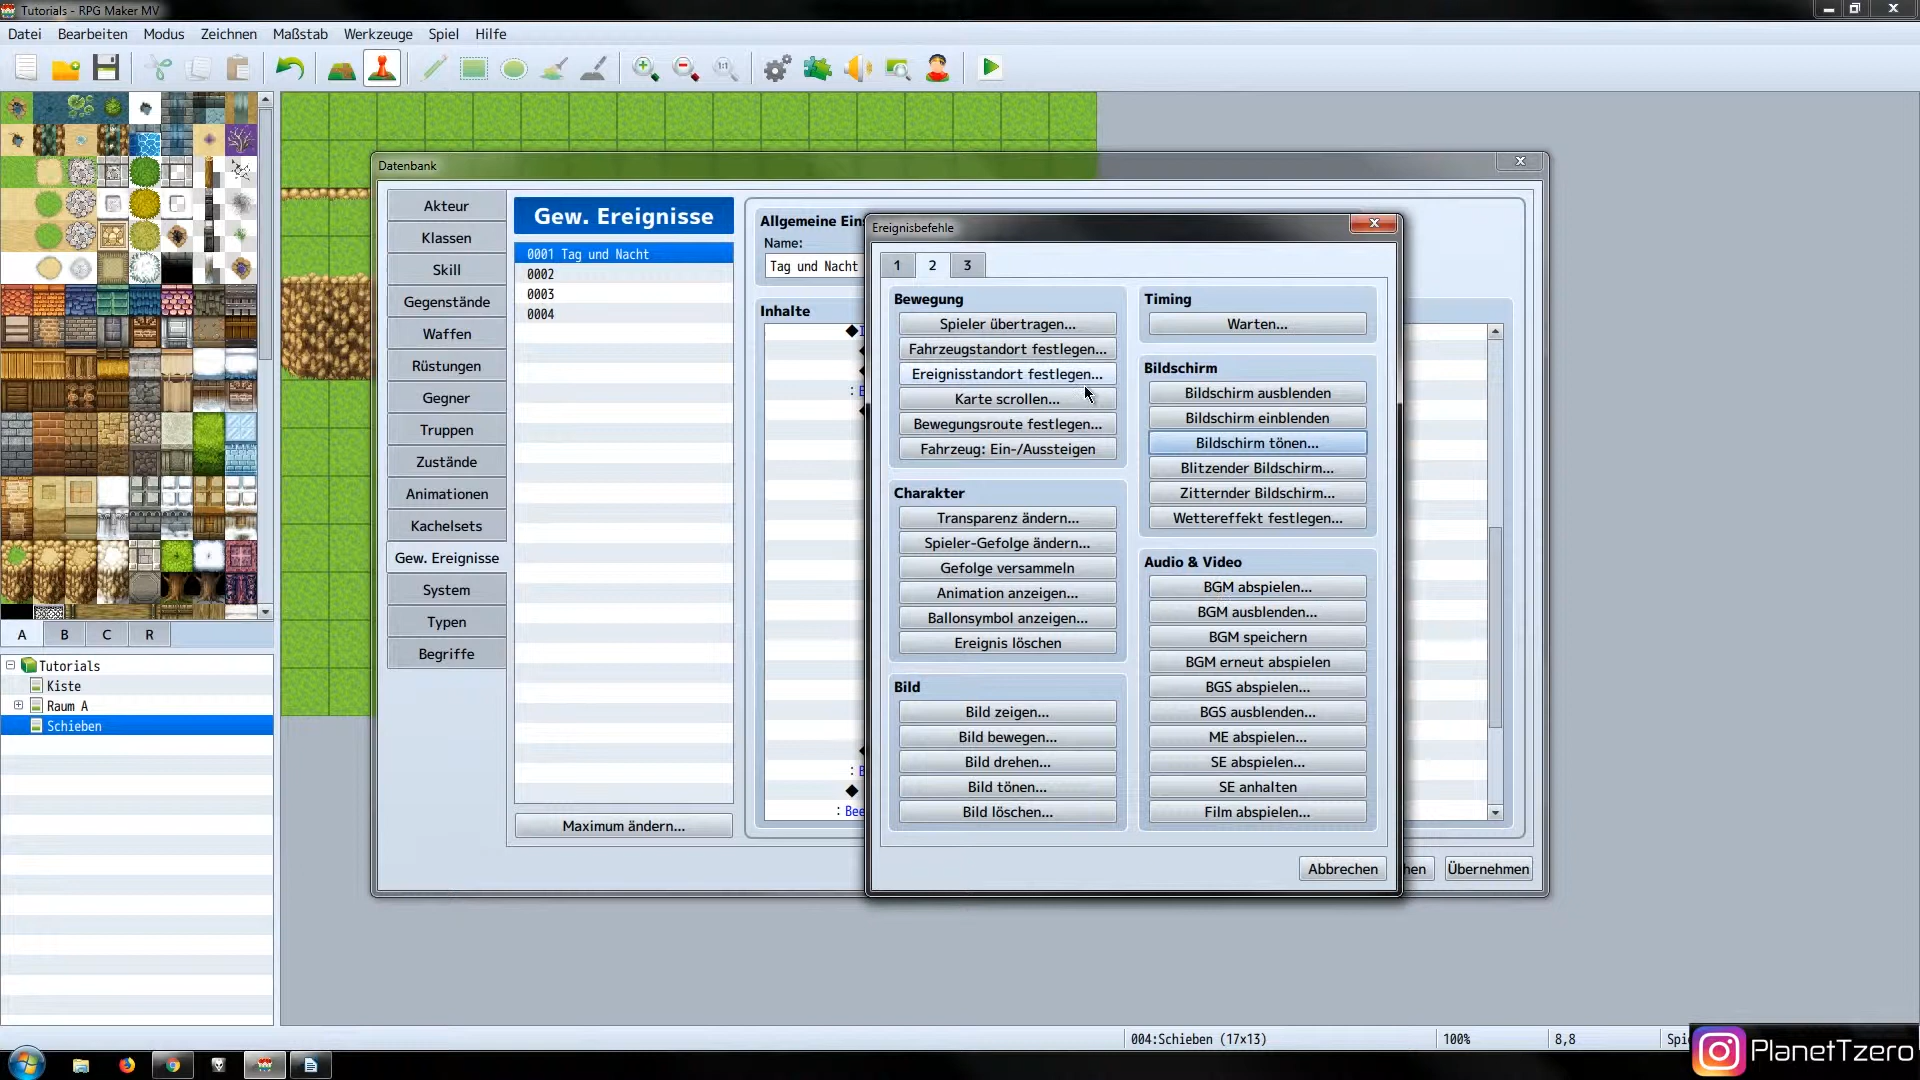 Tutorials - RPG Maker MV
Datei Bearbeiten Modus Zeichnen Maßstab Werkzeuge Spiel Hilfe
1:1
Datenbank
Akteur
Klassen
Skill
Gegenstände
Waffen
Rüstungen
Gegner
Truppen
Zustände
Animationen
Kachelsets
Gew. Ereignisse
System
Typen
Begriffe
Gew. Ereignisse
0001 Tag und Nacht
0002
0003
0004
Maximum ändern...
Name:
Tag und Nacht
Inhalte
Ereignisbefehle
1 2 3
Bewegung
Spieler übertragen...
Fahrzeugstandort festlegen...
Ereignisstandort festlegen...
Karte scrollen...
Bewegungsroute festlegen...
Fahrzeug: Ein-/Aussteigen
Charakter
Transparenz ändern...
Spieler-Gefolge ändern...
Gefolge versammeln
Animation anzeigen...
Ballonsymbol anzeigen...
Ereignis löschen
Bild
Bild zeigen...
Bild bewegen...
Bild drehen...
Bild tönen...
Bild löschen...
Timing
Warten...
Bildschirm
Bildschirm ausblenden
Bildschirm einblenden
Bildschirm tönen...
Blitzender Bildschirm...
Zitternder Bildschirm...
Wettereffekt festlegen...
Audio & Video
BGM abspielen...
BGM ausblenden...
BGM speichern
BGM erneut abspielen
BGS abspielen...
BGS ausblenden...
ME abspielen...
SE abspielen...
SE anhalten
Film abspielen...
Abbrechen
Übernehmen
A B C R
Tutorials
Kiste
Raum A
Schieben
004:Schieben (17x13) 100% 8,8
PlanetTzero